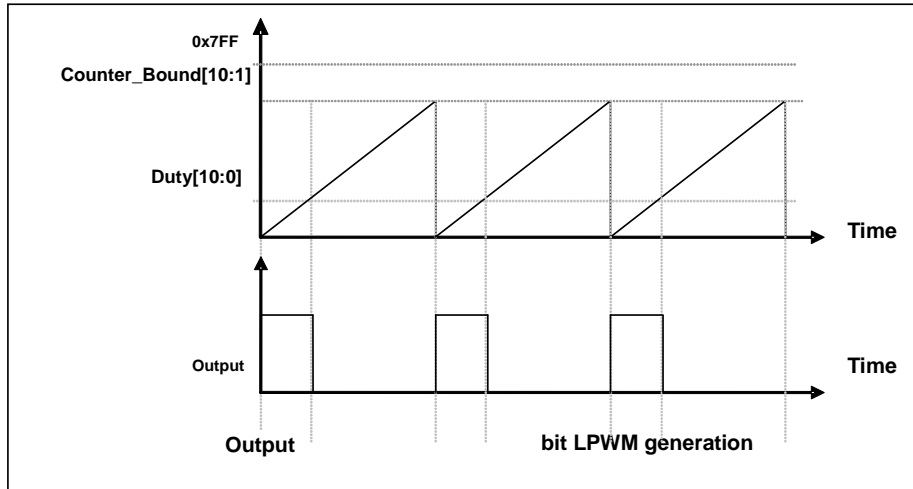 0x7FF
Counter_Bound[10:1]
Duty[10:0]
Time
Output
Time
Output
bit LPWM generation